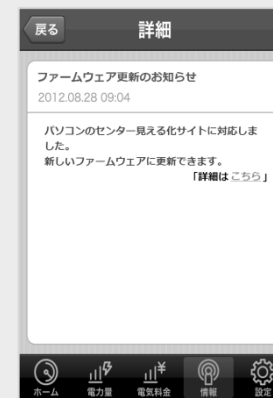 戻る
詳細
ファームウェア更新のお知らせ
2012.08.28 09:04
パソコンのセンター見える化サイトに対応しま
した。
新しいファームウェアに更新できます。
「詳細は こちら 」
ホーム 電力量 電気料金 情報 設定